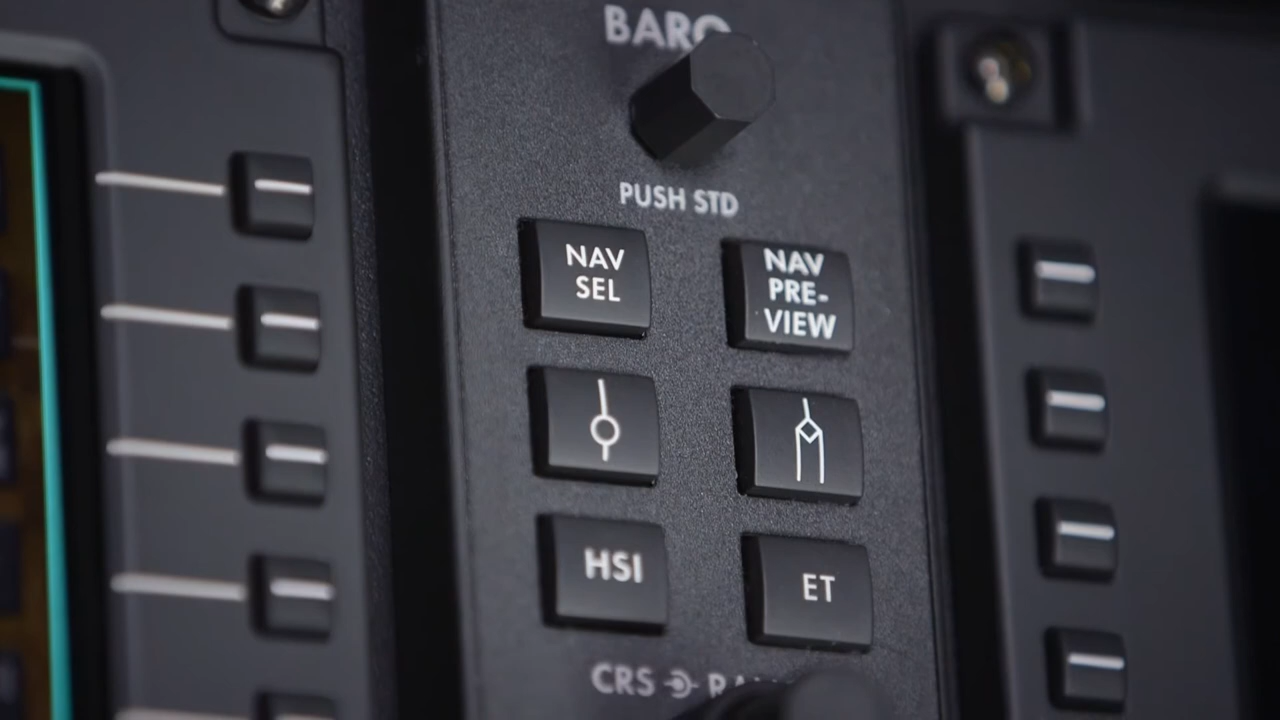 BARO
PUSH STD
NAV
SEL
NAV
PRE-
VIEW
HSI
ET
CRS